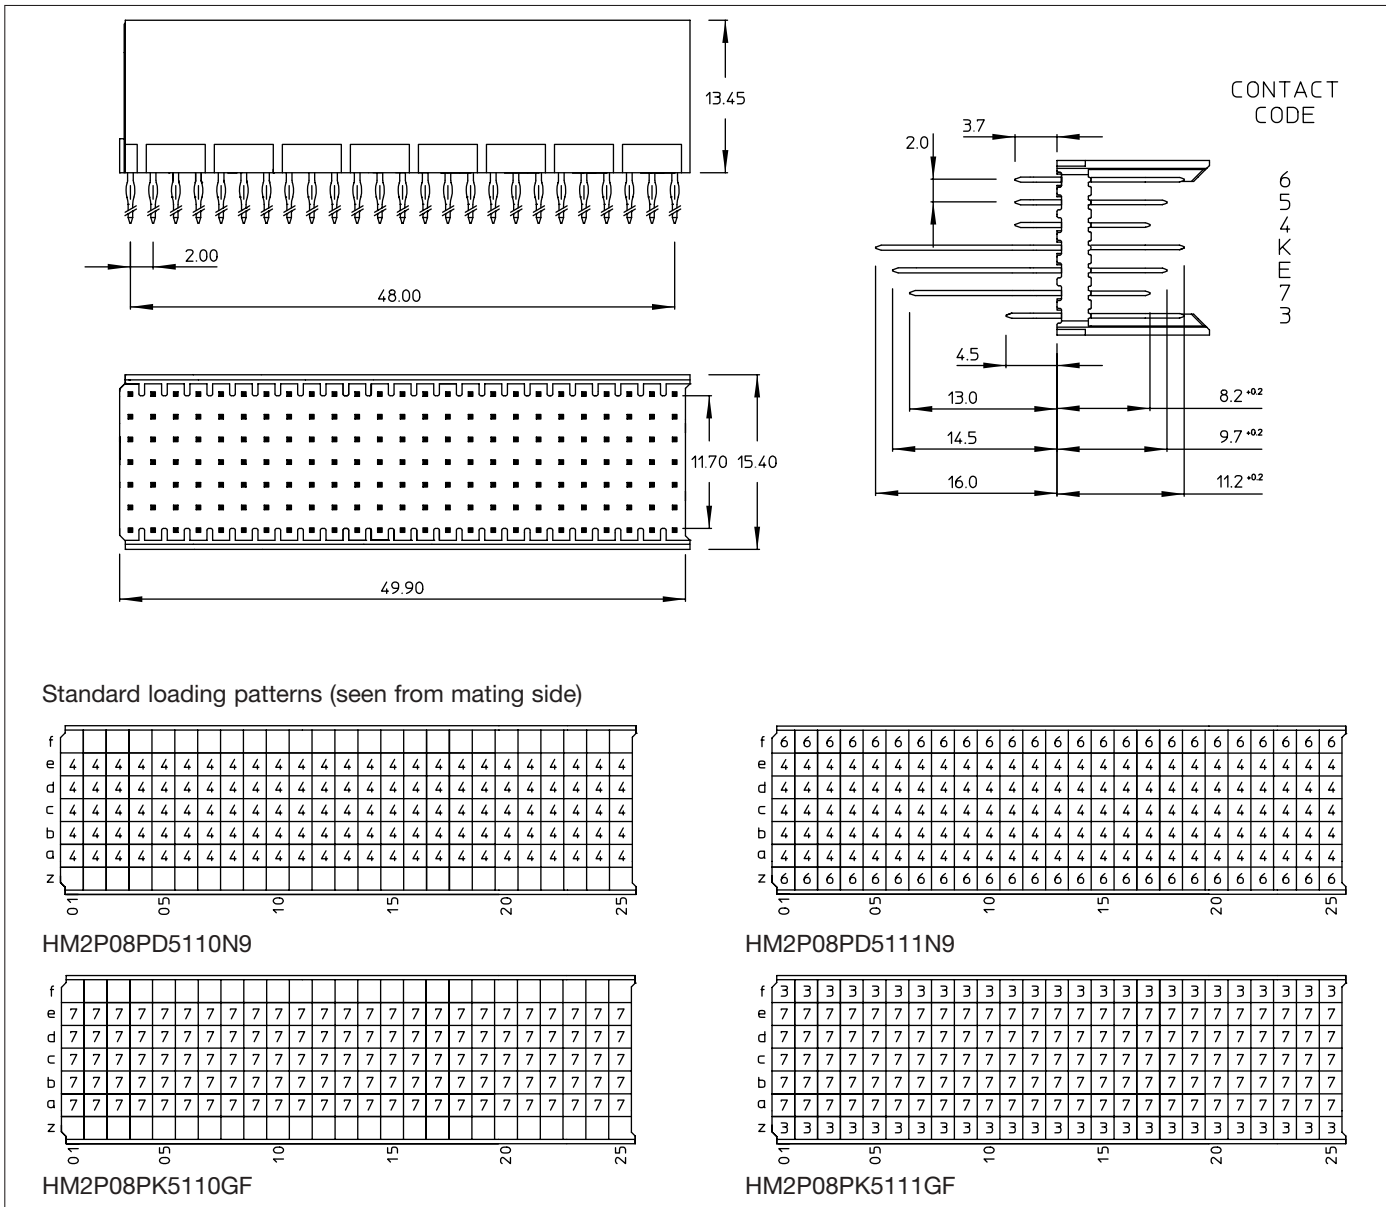 13.45
2.00
48.00
CONTACT
CODE
3.7
2.0
6
5
4
K
E
7
3
4.5
13.0
8.2 +0.2
14.5
9.7 +0.2
16.0
11.2 +0.2
11.70 15.40
49.90
Standard loading patterns (seen from mating side)
f
e 4 4 4 4 4 4 4 4 4 4 4 4 4 4 4 4 4 4 4 4 4 4 4 4 4
d 4 4 4 4 4 4 4 4 4 4 4 4 4 4 4 4 4 4 4 4 4 4 4 4 4
c 4 4 4 4 4 4 4 4 4 4 4 4 4 4 4 4 4 4 4 4 4 4 4 4 4
b 4 4 4 4 4 4 4 4 4 4 4 4 4 4 4 4 4 4 4 4 4 4 4 4 4
a 4 4 4 4 4 4 4 4 4 4 4 4 4 4 4 4 4 4 4 4 4 4 4 4 4
z
01 05 10 15 20 25
HM2P08PD5110N9
f 6 6 6 6 6 6 6 6 6 6 6 6 6 6 6 6 6 6 6 6 6 6 6 6 6
e 4 4 4 4 4 4 4 4 4 4 4 4 4 4 4 4 4 4 4 4 4 4 4 4 4
d 4 4 4 4 4 4 4 4 4 4 4 4 4 4 4 4 4 4 4 4 4 4 4 4 4
c 4 4 4 4 4 4 4 4 4 4 4 4 4 4 4 4 4 4 4 4 4 4 4 4 4
b 4 4 4 4 4 4 4 4 4 4 4 4 4 4 4 4 4 4 4 4 4 4 4 4 4
a 4 4 4 4 4 4 4 4 4 4 4 4 4 4 4 4 4 4 4 4 4 4 4 4 4
z 6 6 6 6 6 6 6 6 6 6 6 6 6 6 6 6 6 6 6 6 6 6 6 6 6
01 05 10 15 20 25
HM2P08PD5111N9
f
e 7 7 7 7 7 7 7 7 7 7 7 7 7 7 7 7 7 7 7 7 7 7 7 7 7
d 7 7 7 7 7 7 7 7 7 7 7 7 7 7 7 7 7 7 7 7 7 7 7 7 7
c 7 7 7 7 7 7 7 7 7 7 7 7 7 7 7 7 7 7 7 7 7 7 7 7 7
b 7 7 7 7 7 7 7 7 7 7 7 7 7 7 7 7 7 7 7 7 7 7 7 7 7
a 7 7 7 7 7 7 7 7 7 7 7 7 7 7 7 7 7 7 7 7 7 7 7 7 7
z
01 05 10 15 20 25
HM2P08PK5110GF
f 3 3 3 3 3 3 3 3 3 3 3 3 3 3 3 3 3 3 3 3 3 3 3 3 3
e 7 7 7 7 7 7 7 7 7 7 7 7 7 7 7 7 7 7 7 7 7 7 7 7 7
d 7 7 7 7 7 7 7 7 7 7 7 7 7 7 7 7 7 7 7 7 7 7 7 7 7
c 7 7 7 7 7 7 7 7 7 7 7 7 7 7 7 7 7 7 7 7 7 7 7 7 7
b 7 7 7 7 7 7 7 7 7 7 7 7 7 7 7 7 7 7 7 7 7 7 7 7 7
a 7 7 7 7 7 7 7 7 7 7 7 7 7 7 7 7 7 7 7 7 7 7 7 7 7
z 3 3 3 3 3 3 3 3 3 3 3 3 3 3 3 3 3 3 3 3 3 3 3 3 3
01 05 10 15 20 25
HM2P08PK5111GF